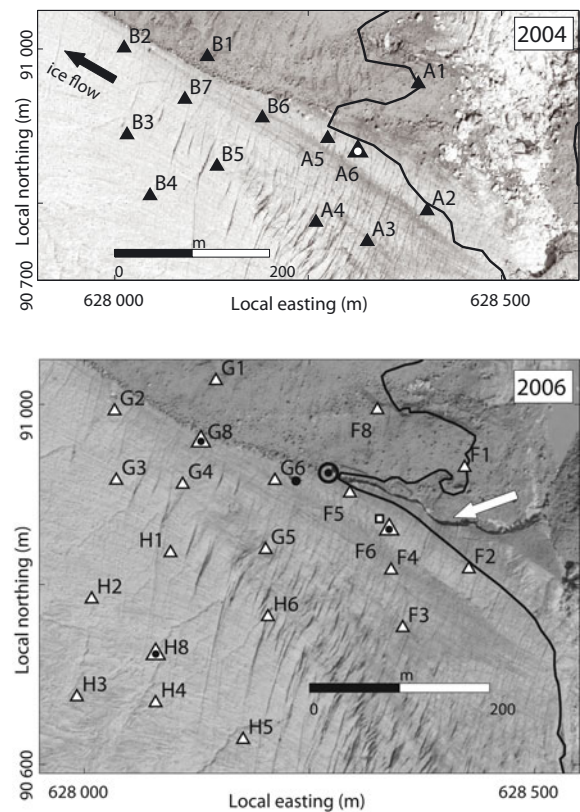 2004
91 000
B2
B1
A1
ice flow
B7
B6
B3
A5
A6
B5
B4
A2
A4
A3
Local northing (m)
m
0
200
90 700
628 000
Local easting (m)
628 500
2006
G1
91 000
G2
F8
G8
F1
G3
G4
G6
F5
H1
G5
F6
F4
F2
H2
H6
F3
Local northing (m)
H8
H3
H4
m
0
200
H5
90 600
628 000
Local easting (m)
628 500